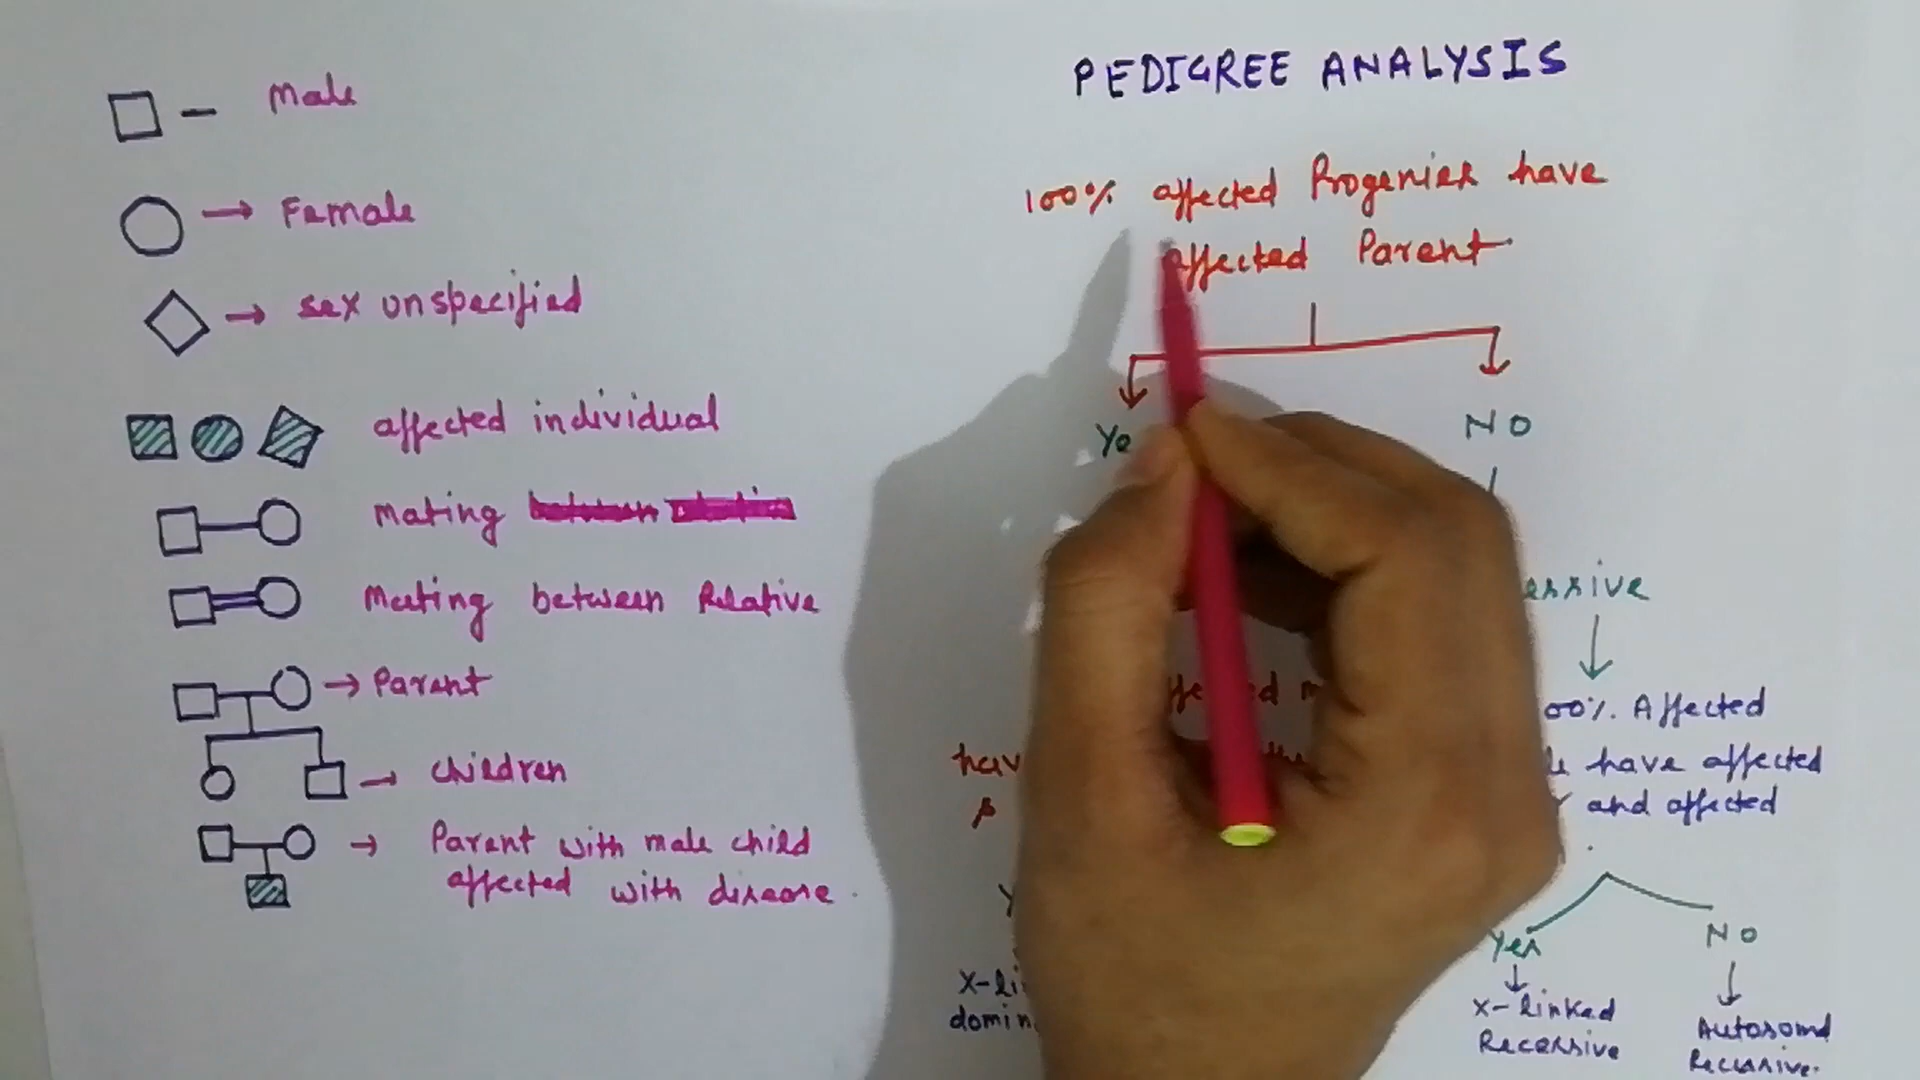 Male
Female
sex unspecified
affected individual
Mating
Mating between Relative
Parent
children
Parent with male child
affected with disease
PEDIGREE ANALYSIS
100% affected Progenies have
affected Parent
NO
Affected
have affected
and affected
Yes
NO
X-linked
Recessive
Autosomal
Recessive